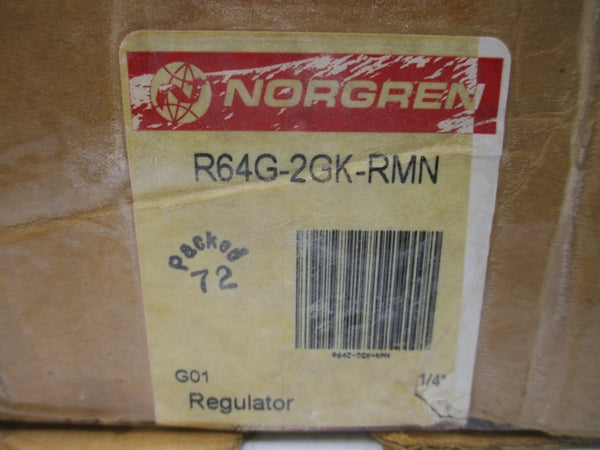 NORGREN
R64G-2GK-RMN
Packed
72
R64G-2GK-RMN
G01
1/4"
Regulator